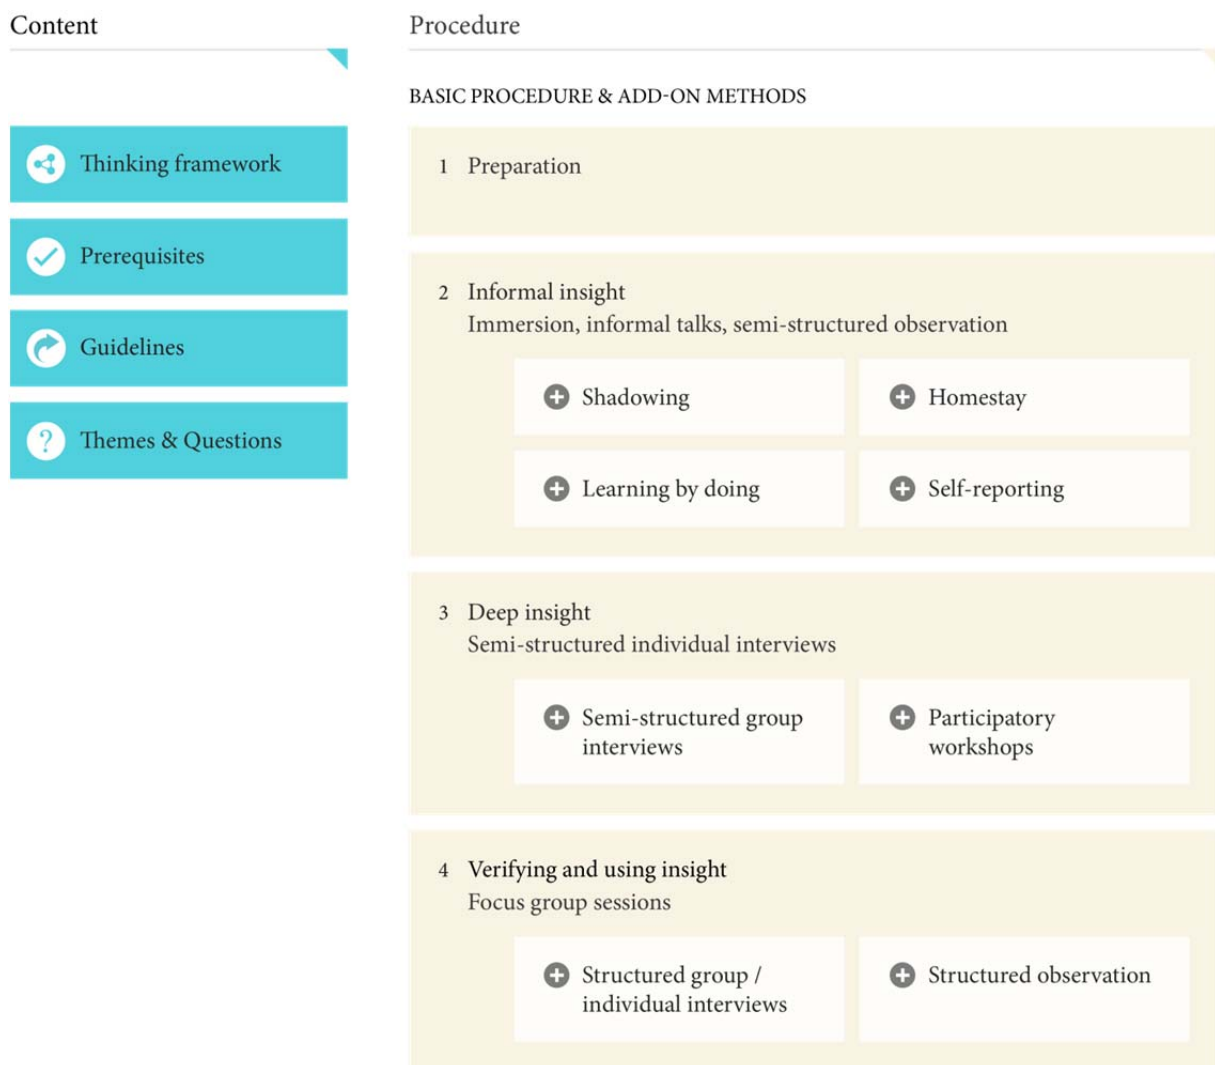 Content
Thinking framework
Prerequisites
Guidelines
? Themes & Questions
Procedure
BASIC PROCEDURE & ADD-ON METHODS
1 Preparation
2 Informal insight
Immersion, informal talks, semi-structured observation
Shadowing
Homestay
Learning by doing
Self-reporting
3 Deep insight
Semi-structured individual interviews
Semi-structured group
interviews
Participatory
workshops
4 Verifying and using insight
Focus group sessions
Structured group /
individual interviews
Structured observation